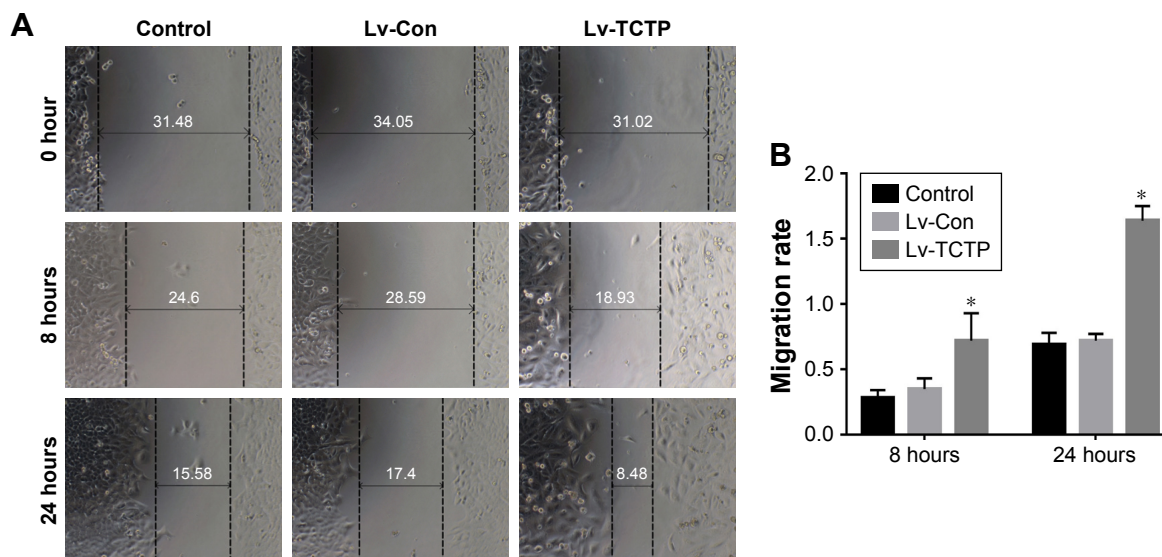 A
Control
Lv-Con
Lv-TCTP
0 hour
31.48
34.05
31.02
8 hours
24.6
28.59
18.93
24 hours
15.58
17.4
8.48
B
Migration rate
2.0
1.5
1.0
0.5
0.0
Control
Lv-Con
Lv-TCTP
*
*
8 hours
24 hours